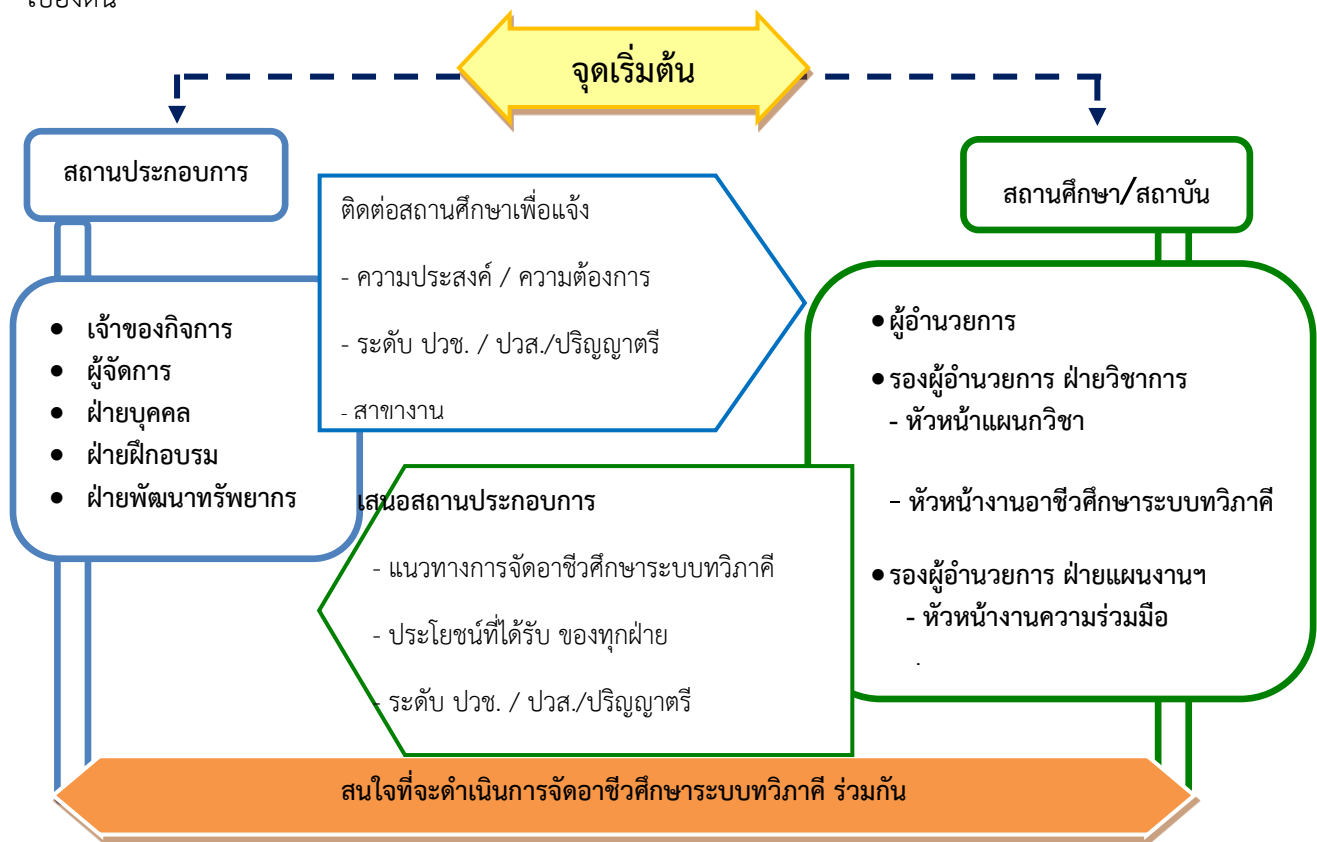 เบื้องต้น
จุดเริ่มต้น
สถานประกอบการ
สถานศึกษา/สถาบัน
ติดต่อสถานศึกษาเพื่อแจ้ง
- ความประสงค์ / ความต้องการ
- ระดับ ปวช. / ปวส./ปริญญาตรี
- สาขางาน
• เจ้าของกิจการ
• ผู้จัดการ
• ฝ่ายบุคคล
• ฝ่ายฝึกอบรม
• ฝ่ายพัฒนาทรัพยากร
• ผู้อำนวยการ
• รองผู้อำนวยการ ฝ่ายวิชาการ
- หัวหน้าแผนกวิชา
- หัวหน้างานอาชีวศึกษาระบบทวิภาคี
• รองผู้อำนวยการ ฝ่ายแผนงานฯ
- หัวหน้างานความร่วมมือ
.
เสนอสถานประกอบการ
- แนวทางการจัดอาชีวศึกษาระบบทวิภาคี
- ประโยชน์ที่ได้รับ ของทุกฝ่าย
- ระดับ ปวช. / ปวส./ปริญญาตรี
สนใจที่จะดำเนินการจัดอาชีวศึกษาระบบทวิภาคี ร่วมกัน